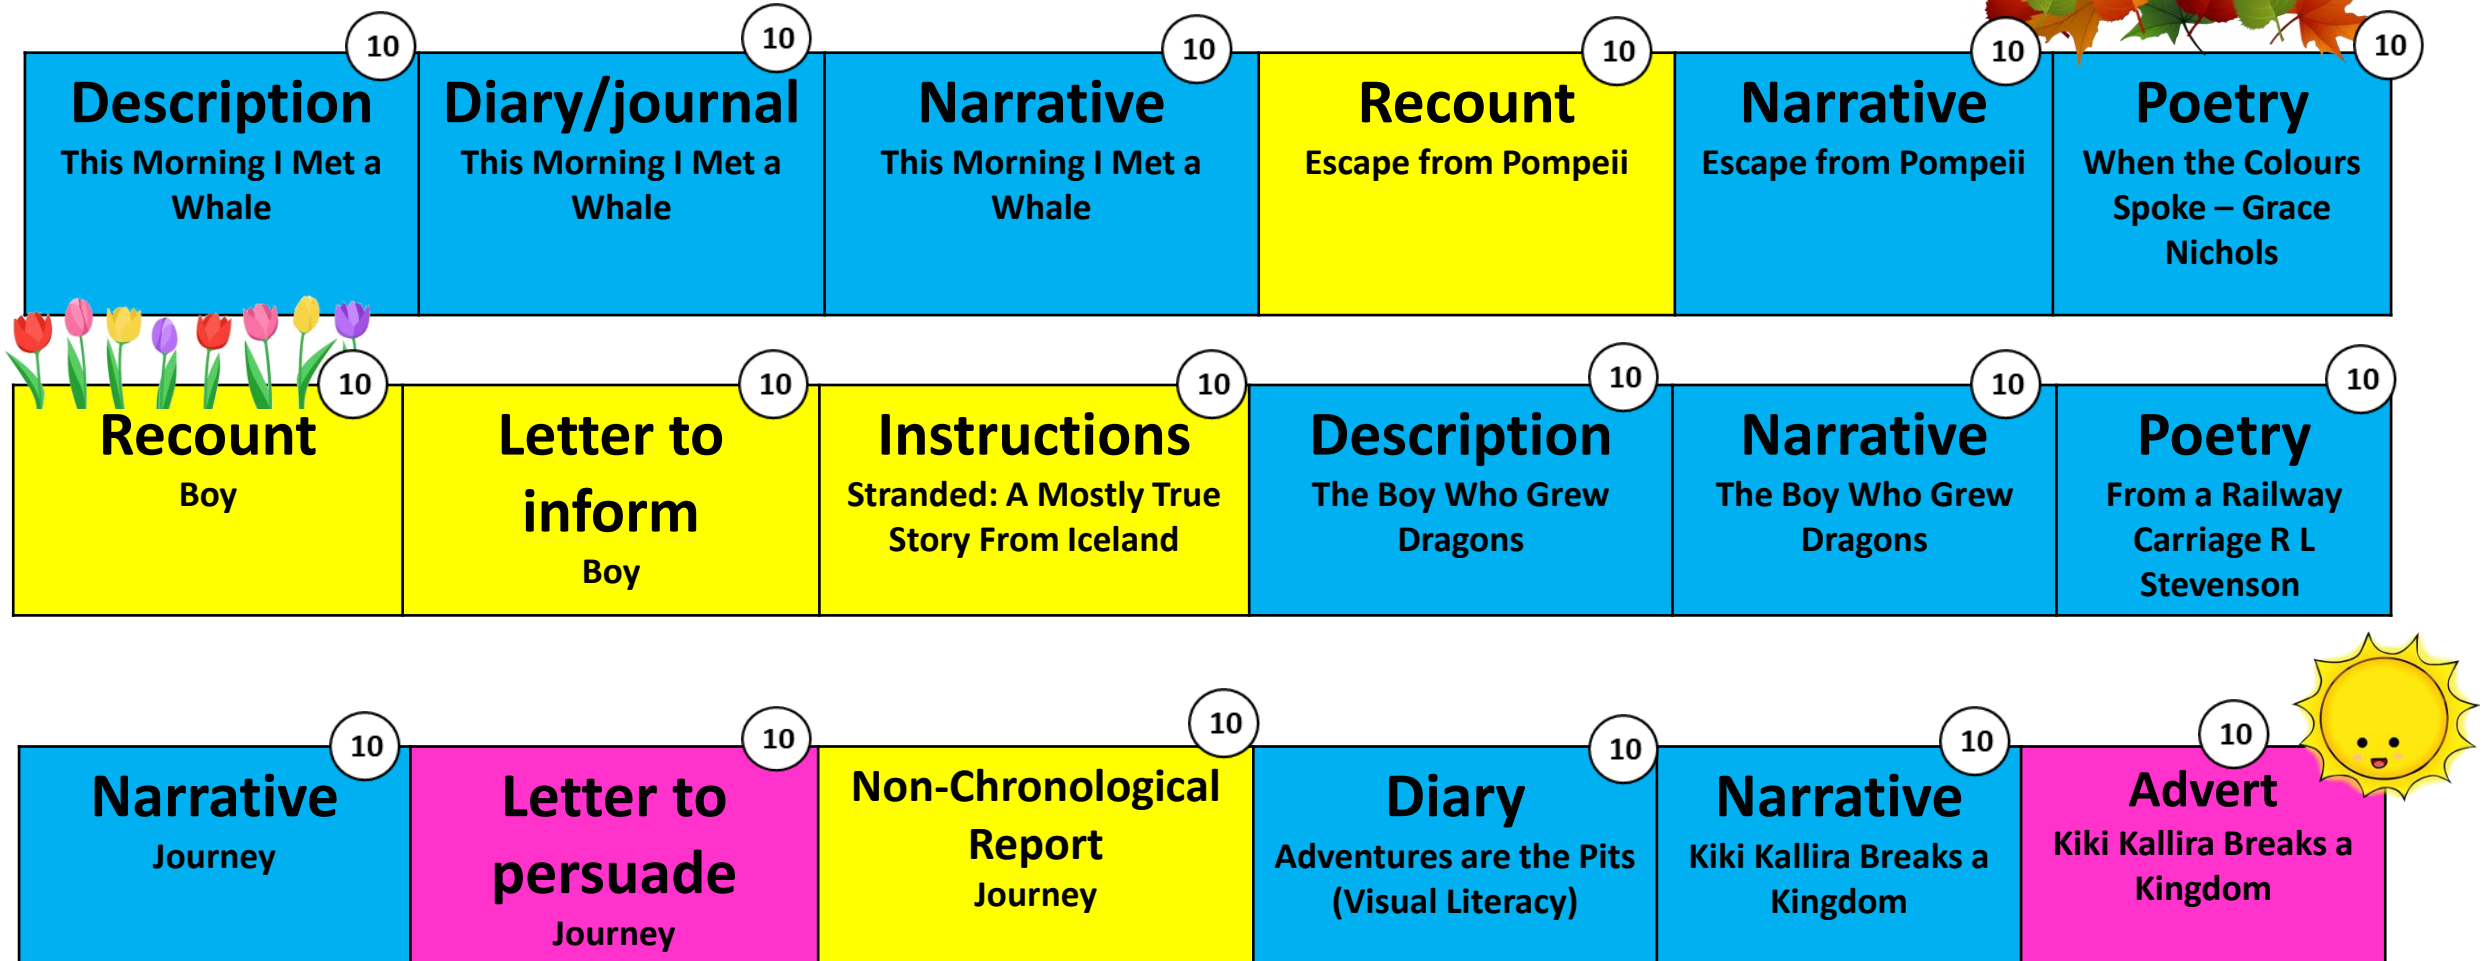 10
Description
This Morning I Met a
Whale
10
Diary/journal
This Morning I Met a
Whale
10
Narrative
This Morning I Met a
Whale
10
Recount
Escape from Pompeii
10
Narrative
Escape from Pompeii
10
Poetry
When the Colours
Spoke – Grace
Nichols
10
Recount
Boy
10
Letter to
inform
Boy
10
Instructions
Stranded: A Mostly True
Story From Iceland
10
Description
The Boy Who Grew
Dragons
10
Narrative
The Boy Who Grew
Dragons
10
Poetry
From a Railway
Carriage R L
Stevenson
10
Narrative
Journey
10
Letter to
persuade
Journey
10
Non-Chronological
Report
Journey
10
Diary
Adventures are the Pits
(Visual Literacy)
10
Narrative
Kiki Kallira Breaks a
Kingdom
10
Advert
Kiki Kallira Breaks a
Kingdom